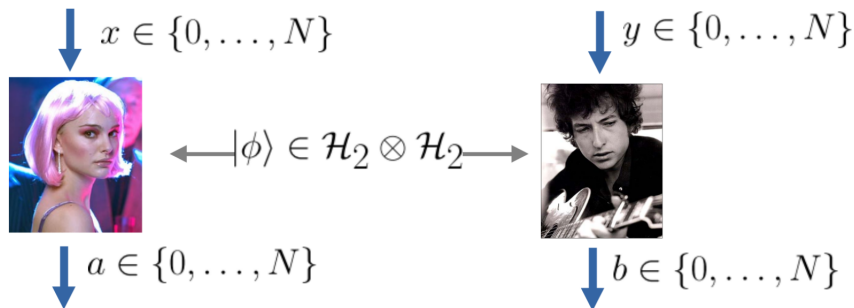 x ∈ {0, . . . , N}
y ∈ {0, . . . , N}
|ϕ⟩ ∈ ℋ₂ ⊗ ℋ₂
a ∈ {0, . . . , N}
b ∈ {0, . . . , N}